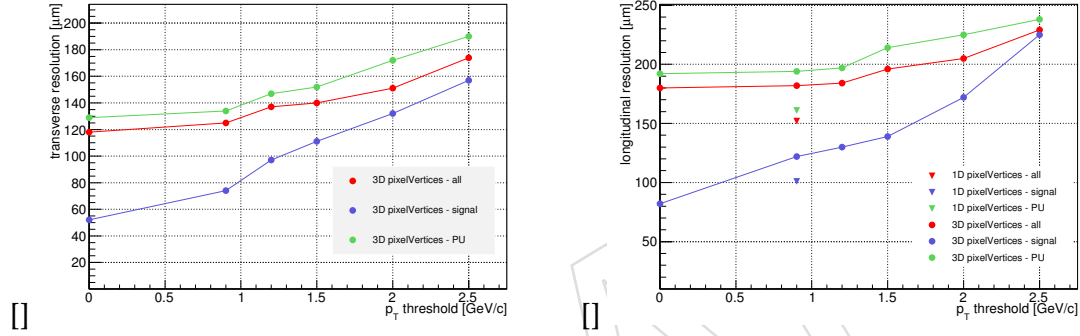 transverse resolution [μm]
200
180
160
140
120
100
80
60
40
20
0 0.5 1 1.5 2 2.5
p_T threshold [GeV/c]
3D pixelVertices - all
3D pixelVertices - signal
3D pixelVertices - PU
[]
longitudinal resolution [μm]
250
200
150
100
50
0 0.5 1 1.5 2 2.5
p_T threshold [GeV/c]
1D pixelVertices - all
1D pixelVertices - signal
1D pixelVertices - PU
3D pixelVertices - all
3D pixelVertices - signal
3D pixelVertices - PU
[]